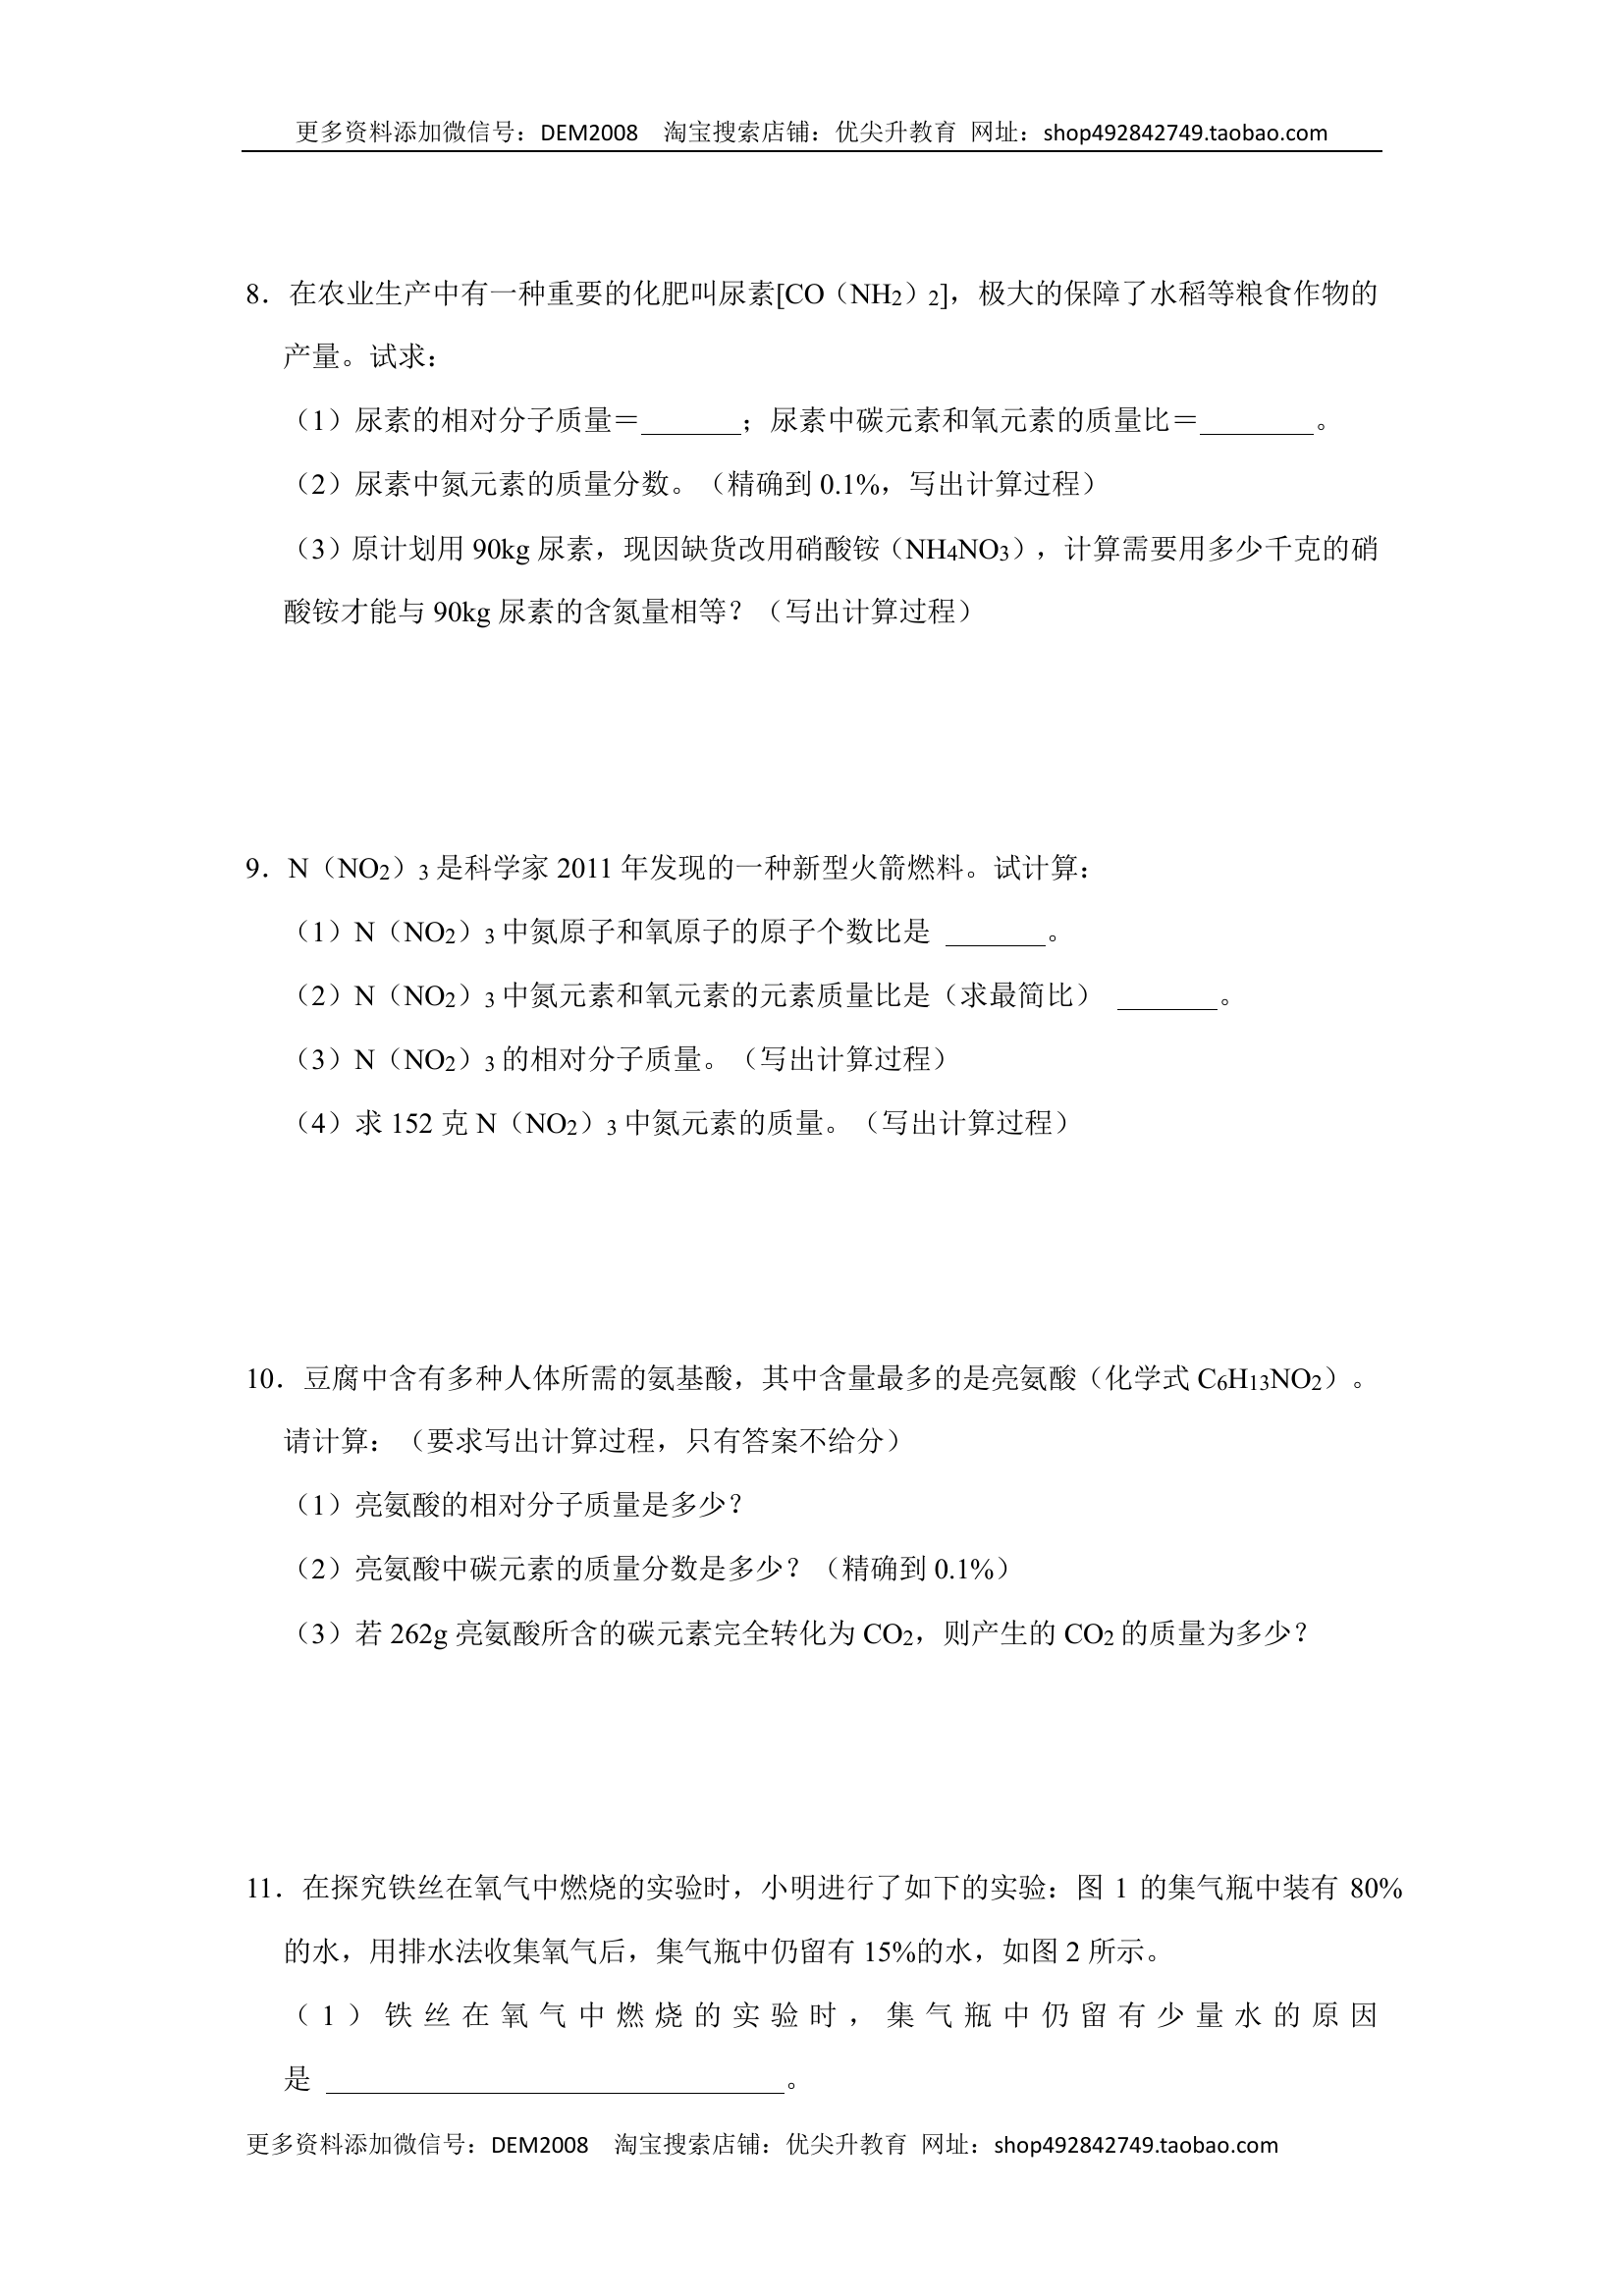 更多资料添加微信号：DEM2008 淘宝搜索店铺：优尖升教育 网址：shop492842749.taobao.com
8．在农业生产中有一种重要的化肥叫尿素[CO（NH2）2]，极大的保障了水稻等粮食作物的
产量。试求：
（1）尿素的相对分子质量＝_______；尿素中碳元素和氧元素的质量比＝________。
（2）尿素中氮元素的质量分数。（精确到 0.1%，写出计算过程）
（3）原计划用 90kg 尿素，现因缺货改用硝酸铵（NH4NO3），计算需要用多少千克的硝
酸铵才能与 90kg 尿素的含氮量相等？（写出计算过程）
9．N（NO2）3 是科学家 2011 年发现的一种新型火箭燃料。试计算：
（1）N（NO2）3 中氮原子和氧原子的原子个数比是 _______。
（2）N（NO2）3 中氮元素和氧元素的元素质量比是（求最简比） _______。
（3）N（NO2）3 的相对分子质量。（写出计算过程）
（4）求 152 克 N（NO2）3 中氮元素的质量。（写出计算过程）
10．豆腐中含有多种人体所需的氨基酸，其中含量最多的是亮氨酸（化学式 C6H13NO2）。
请计算：（要求写出计算过程，只有答案不给分）
（1）亮氨酸的相对分子质量是多少？
（2）亮氨酸中碳元素的质量分数是多少？（精确到 0.1%）
（3）若 262g 亮氨酸所含的碳元素完全转化为 CO2，则产生的 CO2 的质量为多少？
11．在探究铁丝在氧气中燃烧的实验时，小明进行了如下的实验：图 1 的集气瓶中装有 80%
的水，用排水法收集氧气后，集气瓶中仍留有 15%的水，如图 2 所示。
（1）铁丝在氧气中燃烧的实验时，集气瓶中仍留有少量水的原因
是 ________________________________。
更多资料添加微信号：DEM2008 淘宝搜索店铺：优尖升教育 网址：shop492842749.taobao.com